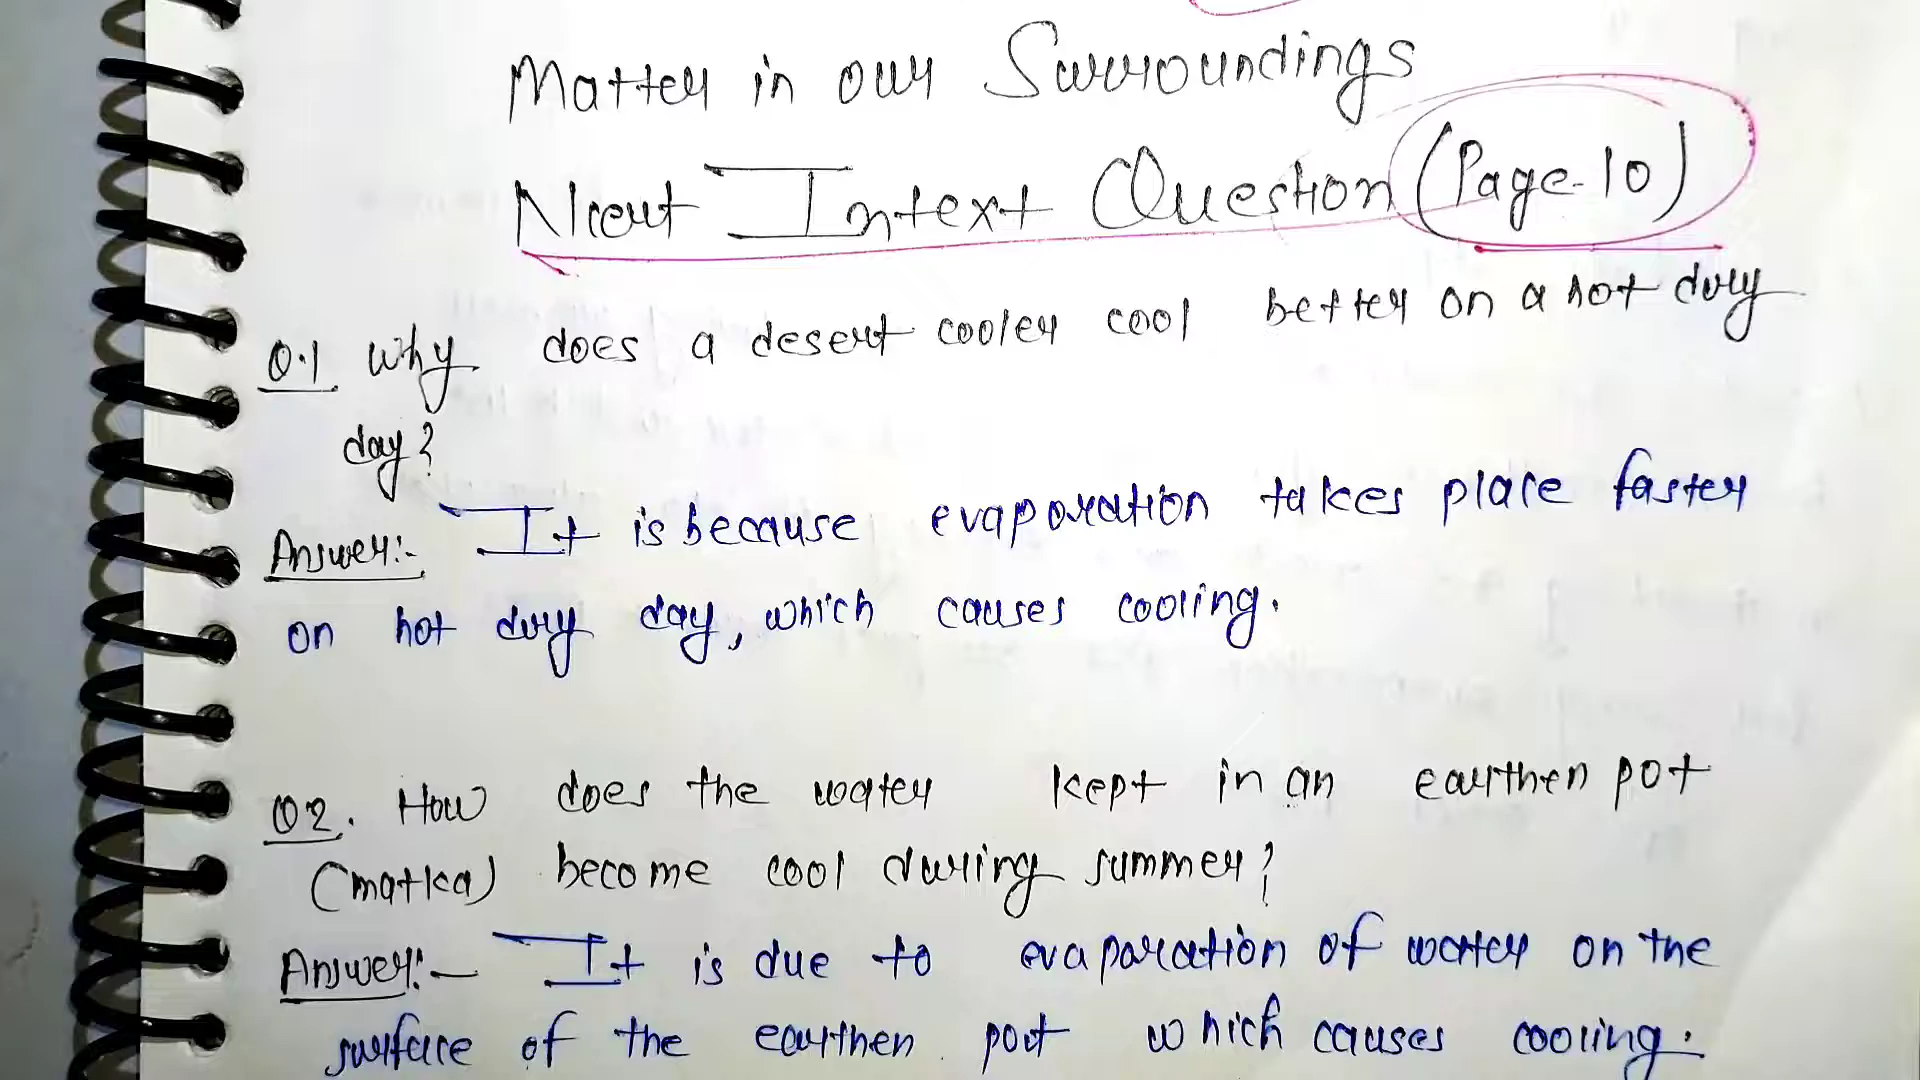 Matter in our Surroundings
Ncert Intext Question (Page-10)
Q.1 Why does a desert cooler cool better on a hot dry
day?
Answer:- It is because evaporation takes place faster
on hot dry day, which causes cooling.
Q2. How does the water kept in an earthen pot
(matka) become cool during summer?
Answer:- It is due to evaporation of water on the
surface of the earthen pot which causes cooling.